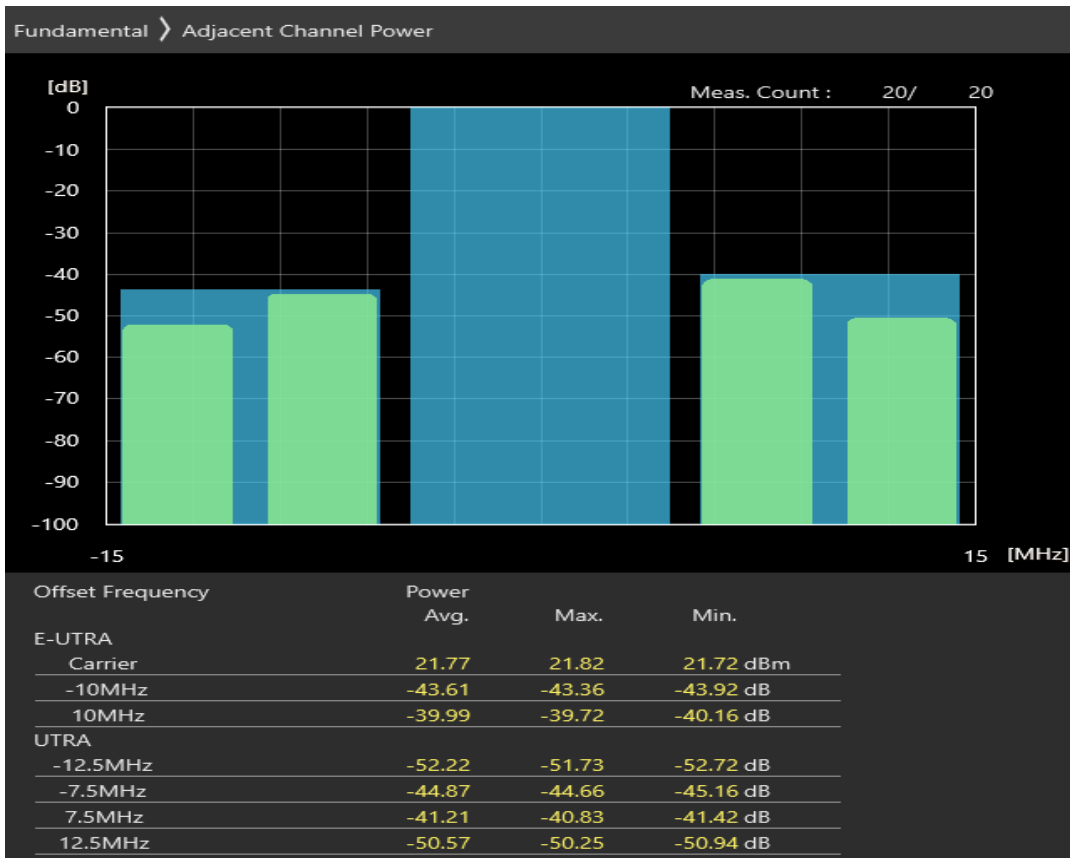 Fundamental 〉 Adjacent Channel Power
[dB]
Meas. Count : 20/ 20
0
-10
-20
-30
-40
-50
-60
-70
-80
-90
-100
-15 15 [MHz]
Offset Frequency Power
Avg. Max. Min.
E-UTRA
Carrier 21.77 21.82 21.72 dBm
-10MHz -43.61 -43.36 -43.92 dB
10MHz -39.99 -39.72 -40.16 dB
UTRA
-12.5MHz -52.22 -51.73 -52.72 dB
-7.5MHz -44.87 -44.66 -45.16 dB
7.5MHz -41.21 -40.83 -41.42 dB
12.5MHz -50.57 -50.25 -50.94 dB